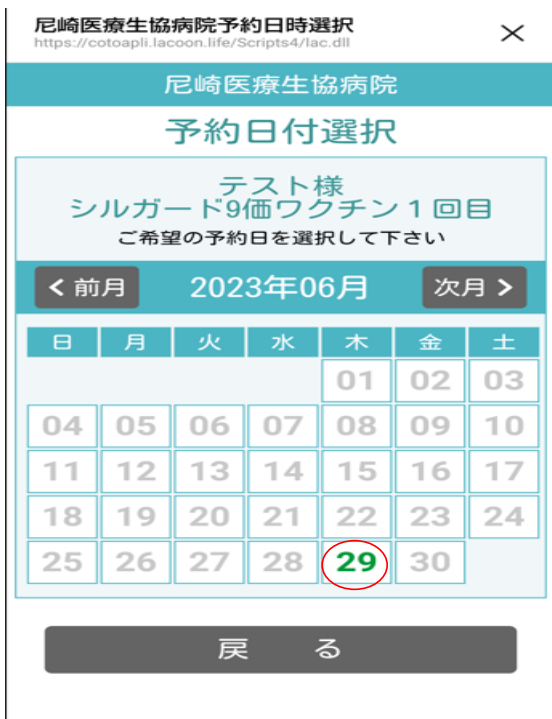 尼崎医療生協病院予約日時選択
https://cotoapli.lacoon.life/Scripts4/lac.dll
×
尼崎医療生協病院
予約日付選択
テスト様
シルガード9価ワクチン1回目
ご希望の予約日を選択して下さい
< 前月 2023年06月 次月 >
日 月 火 水 木 金 土
01 02 03
04 05 06 07 08 09 10
11 12 13 14 15 16 17
18 19 20 21 22 23 24
25 26 27 28 29 30
戻 る